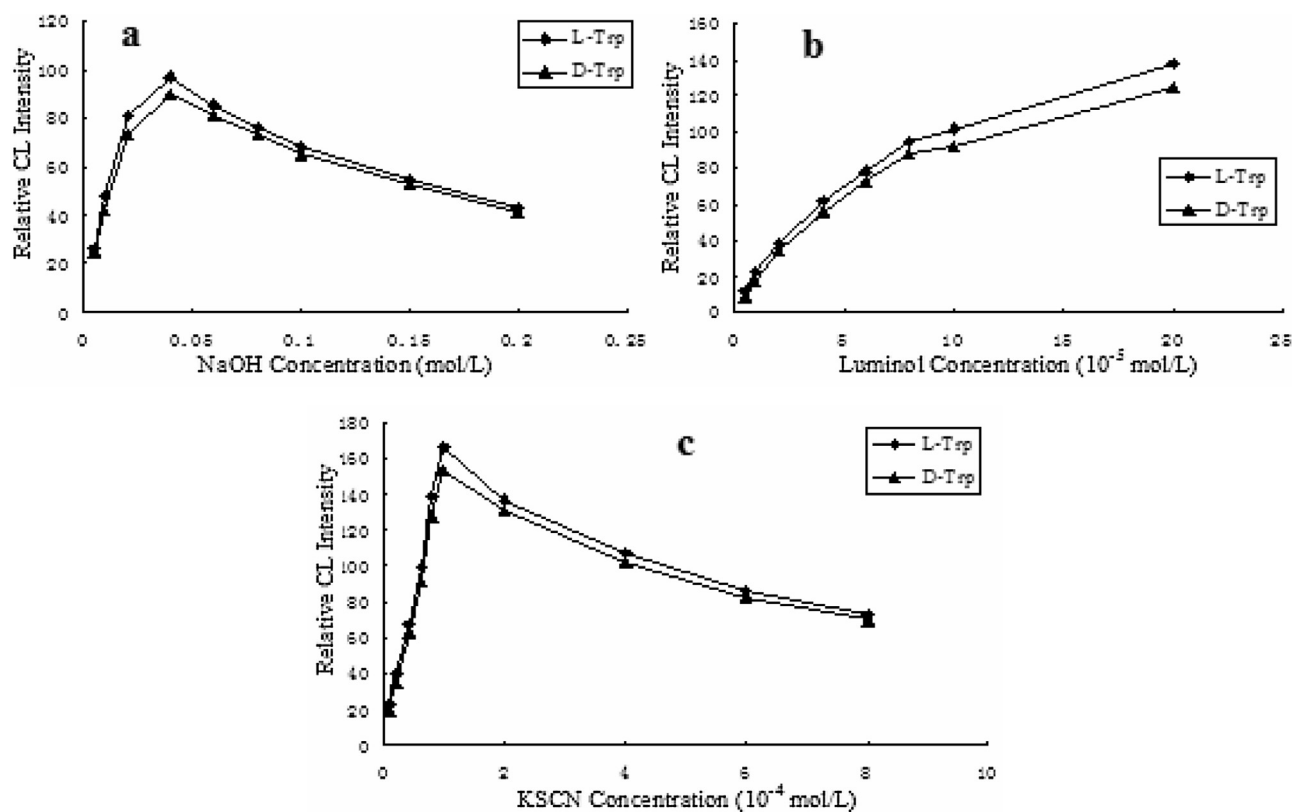 a
L-Trp
D-Trp
Relative CL Intensity
120
100
80
60
40
20
0
0 0.05 0.1 0.15 0.2 0.25
NaOH Concentration (mol/L)
b
L-Trp
D-Trp
Relative CL Intensity
160
140
120
100
80
60
40
20
0
0 5 10 15 20 25
Luminol Concentration (10⁻⁵ mol/L)
c
L-Trp
D-Trp
Relative CL Intensity
180
160
140
120
100
80
60
40
20
0
0 2 4 6 8 10
KSCN Concentration (10⁻⁴ mol/L)